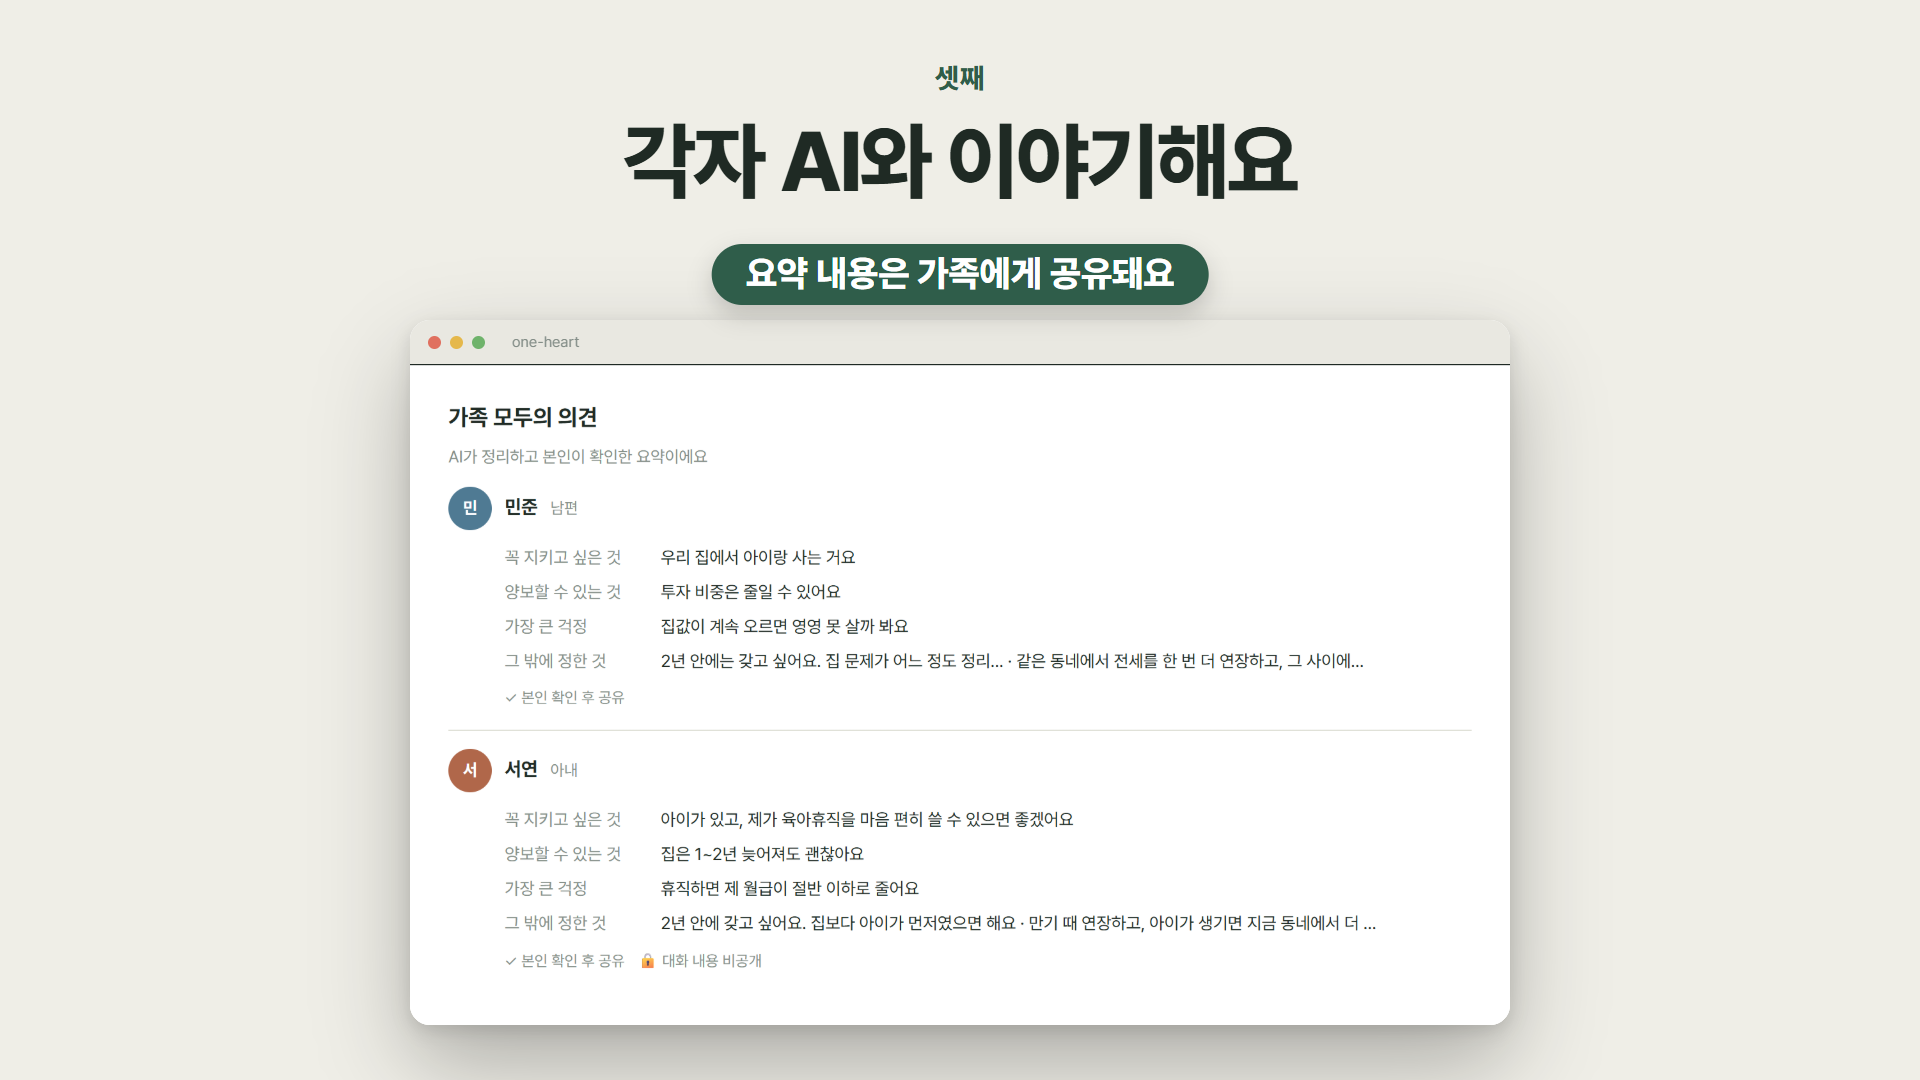 셋째
각자 AI와 이야기해요
요약 내용은 가족에게 공유돼요
one-heart
가족 모두의 의견
AI가 정리하고 본인이 확인한 요약이에요
민 민준 남편
꼭 지키고 싶은 것 우리 집에서 아이랑 사는 거요
양보할 수 있는 것 투자 비중은 줄일 수 있어요
가장 큰 걱정 집값이 계속 오르면 영영 못 살까 봐요
그 밖에 정한 것 2년 안에는 갖고 싶어요. 집 문제가 어느 정도 정리... · 같은 동네에서 전세를 한 번 더 연장하고, 그 사이에...
✓ 본인 확인 후 공유
서 서연 아내
꼭 지키고 싶은 것 아이가 있고, 제가 육아휴직을 마음 편히 쓸 수 있으면 좋겠어요
양보할 수 있는 것 집은 1~2년 늦어져도 괜찮아요
가장 큰 걱정 휴직하면 제 월급이 절반 이하로 줄어요
그 밖에 정한 것 2년 안에 갖고 싶어요. 집보다 아이가 먼저였으면 해요 · 만기 때 연장하고, 아이가 생기면 지금 동네에서 더 ...
✓ 본인 확인 후 공유 🔒 대화 내용 비공개